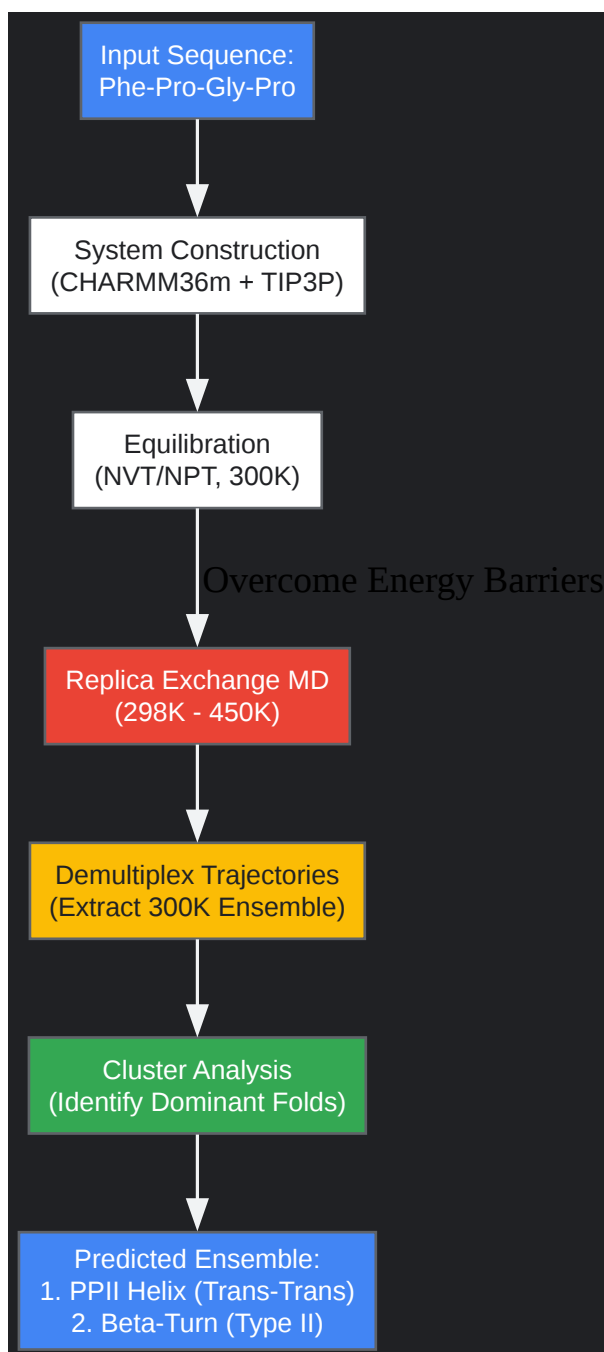 Input Sequence:
Phe-Pro-Gly-Pro
System Construction
(CHARMM36m + TIP3P)
Equilibration
(NVT/NPT, 300K)
Overcome Energy Barriers
Replica Exchange MD
(298K - 450K)
Demultiplex Trajectories
(Extract 300K Ensemble)
Cluster Analysis
(Identify Dominant Folds)
Predicted Ensemble:
1. PPII Helix (Trans-Trans)
2. Beta-Turn (Type II)